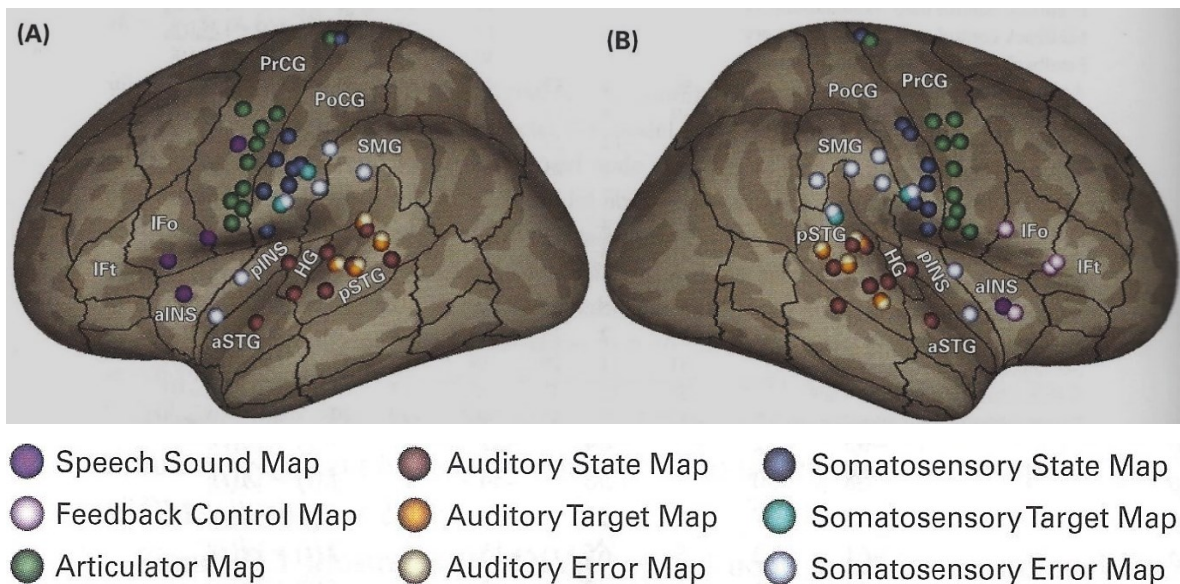 (A)
PrCG
PoCG
SMG
IFo
IFt
pINS
HG
pSTG
aINS
aSTG
(B)
PoCG
PrCG
SMG
pSTG
HG
pINS
IFo
IFt
aINS
aSTG
Speech Sound Map
Auditory State Map
Somatosensory State Map
Feedback Control Map
Auditory Target Map
Somatosensory Target Map
Articulator Map
Auditory Error Map
Somatosensory Error Map